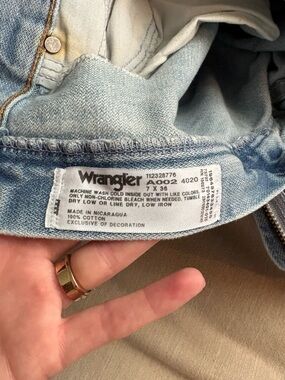 Wrangler 112328776
A002 4020
7 X 36
MACHINE WASH COLD INSIDE OUT WITH LIKE COLORS.
ONLY NON-CHLORINE BLEACH WHEN NEEDED, TUMBLE
DRY LOW OR LINE DRY, LOW IRON
MADE IN NICARAGUA
100% COTTON
EXCLUSIVE OF DECORATION